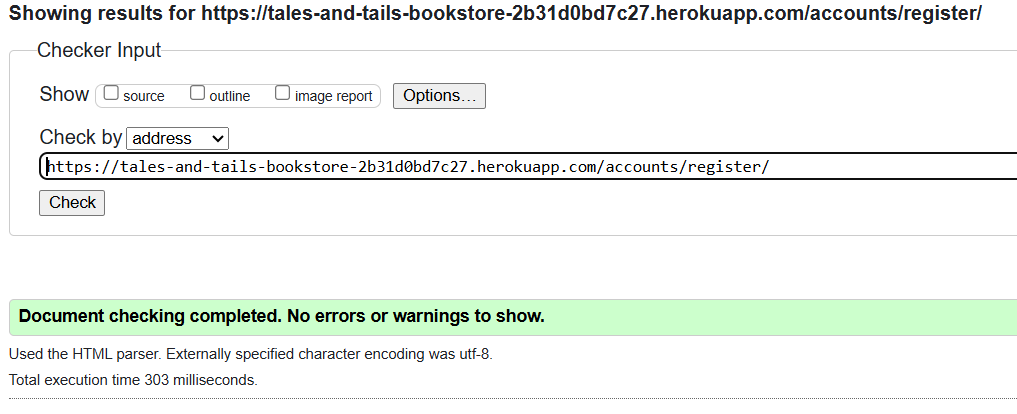 Showing results for https://tales-and-tails-bookstore-2b31d0bd7c27.herokuapp.com/accounts/register/
Checker Input
Show source outline image report Options...
Check by address
https://tales-and-tails-bookstore-2b31d0bd7c27.herokuapp.com/accounts/register/
Check
Document checking completed. No errors or warnings to show.
Used the HTML parser. Externally specified character encoding was utf-8.
Total execution time 303 milliseconds.